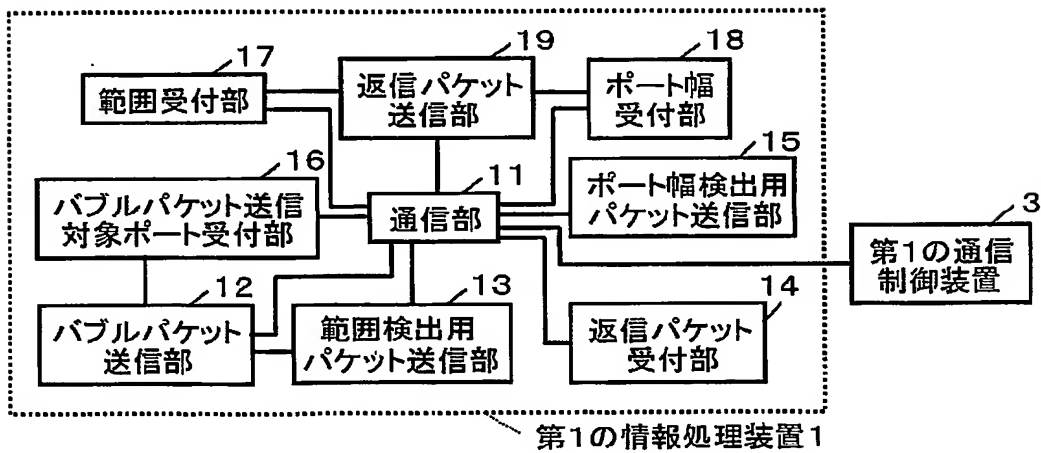 19
18
17
返信パケット
送信部
ポート幅
受付部
範囲受付部
16
11
15
バブルパケット送信
対象ポート受付部
通信部
ポート幅検出用
パケット送信部
3
第1の通信
制御装置
12
13
14
バブルパケット
送信部
範囲検出用
パケット送信部
返信パケット
受付部
第1の情報処理装置1